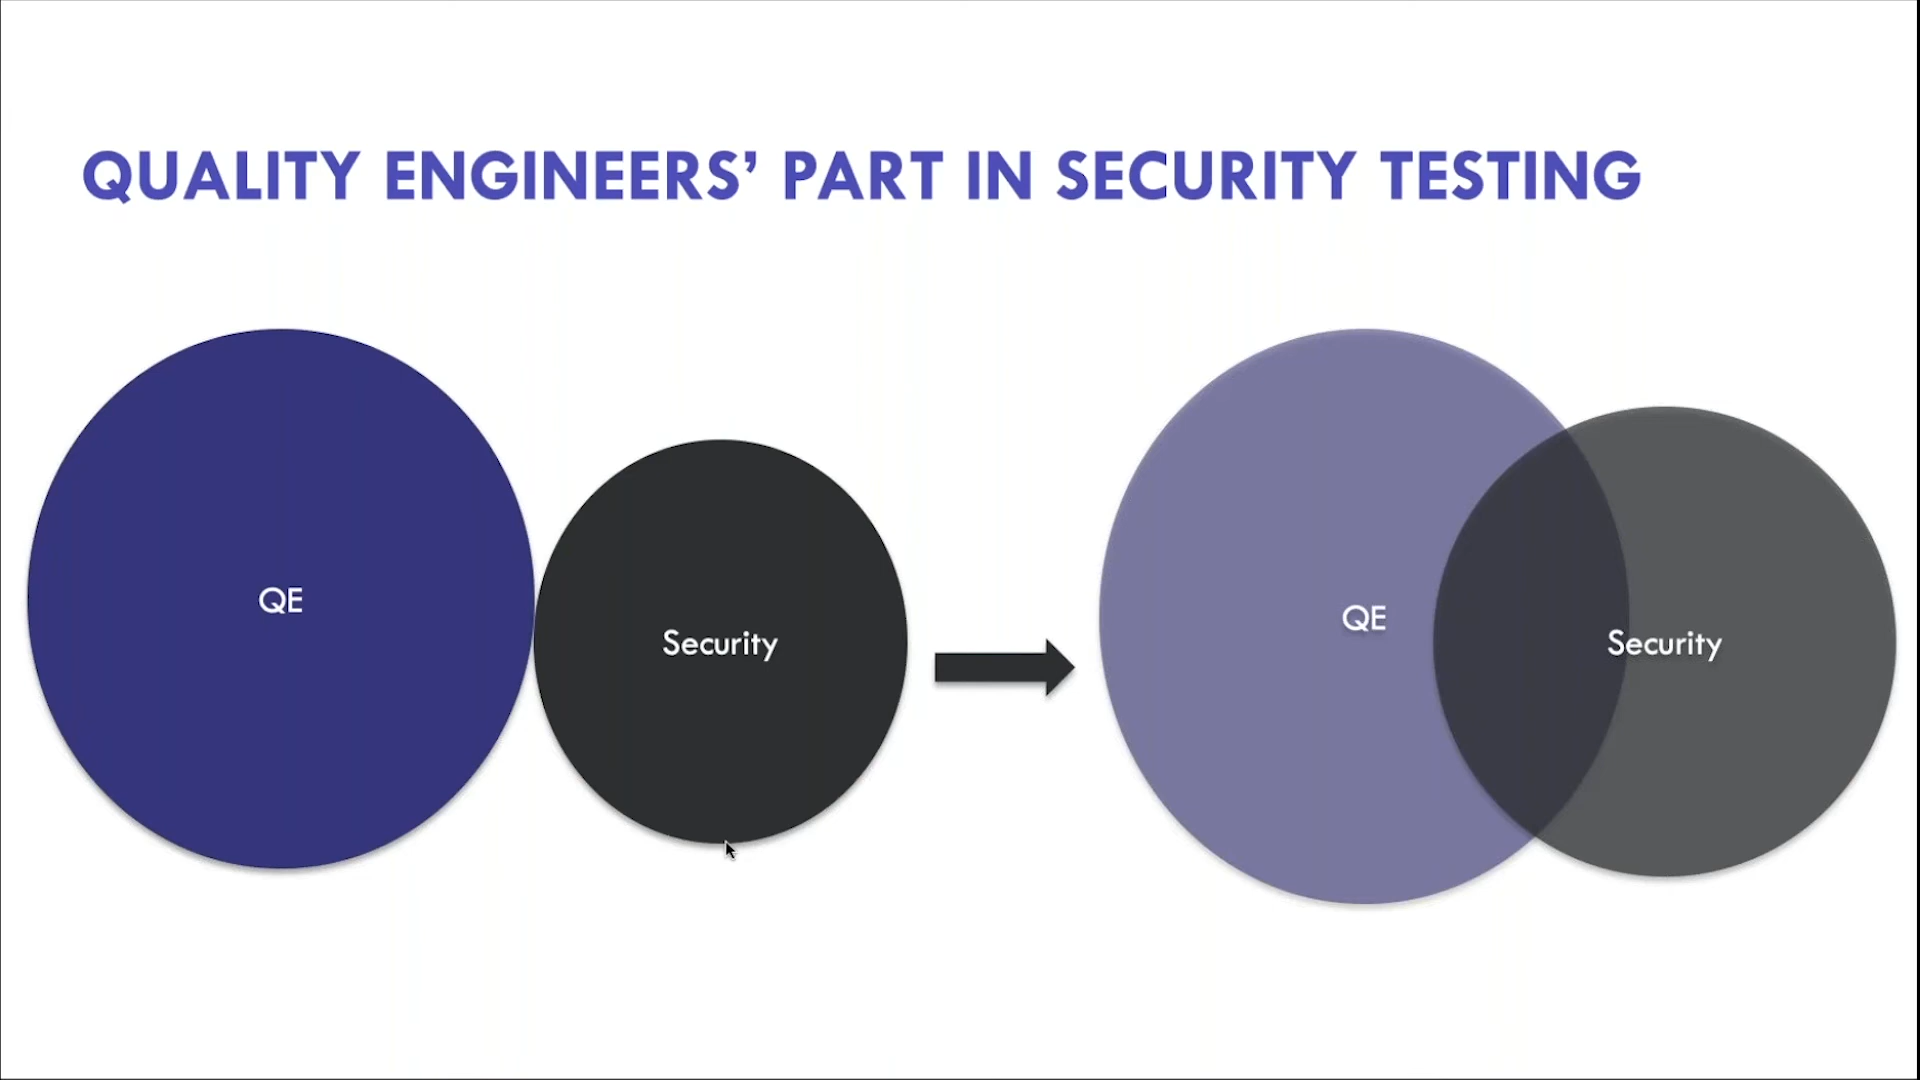 QUALITY ENGINEERS’ PART IN SECURITY TESTING
QE
Security
QE
Security